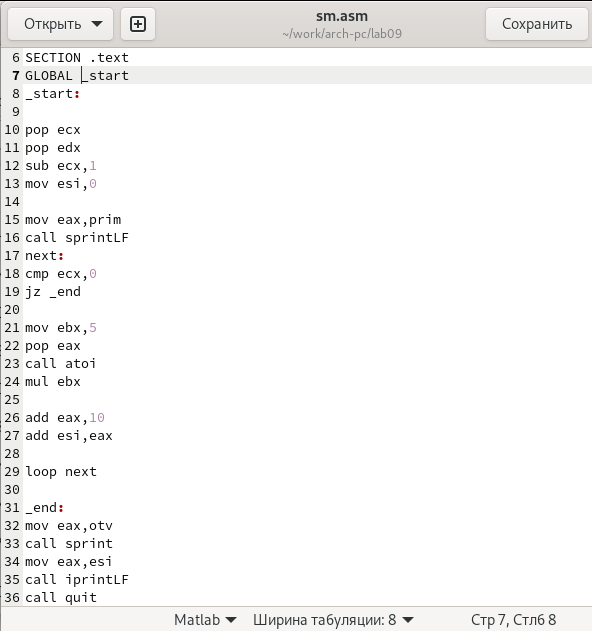 Открыть
sm.asm
~/work/arch-pc/lab09
Сохранить
6 SECTION .text
7 GLOBAL _start
8 _start:
9
10 pop ecx
11 pop edx
12 sub ecx,1
13 mov esi,0
14
15 mov eax,prim
16 call sprintLF
17 next:
18 cmp ecx,0
19 jz _end
20
21 mov ebx,5
22 pop eax
23 call atoi
24 mul ebx
25
26 add eax,10
27 add esi,eax
28
29 loop next
30
31 _end:
32 mov eax,otv
33 call sprint
34 mov eax,esi
35 call iprintLF
36 call quit
Matlab Ширина табуляции: 8 Стр 7, Стлб 8